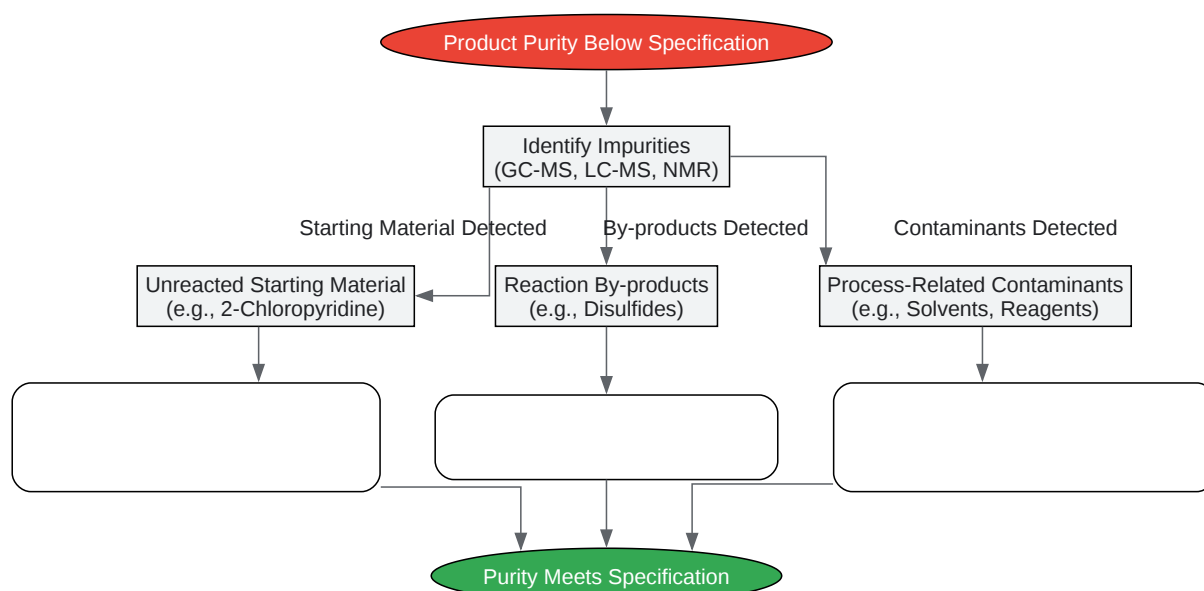 Product Purity Below Specification
Identify Impurities
(GC-MS, LC-MS, NMR)
Starting Material Detected
By-products Detected
Contaminants Detected
Unreacted Starting Material
(e.g., 2-Chloropyridine)
Reaction By-products
(e.g., Disulfides)
Process-Related Contaminants
(e.g., Solvents, Reagents)
Purity Meets Specification